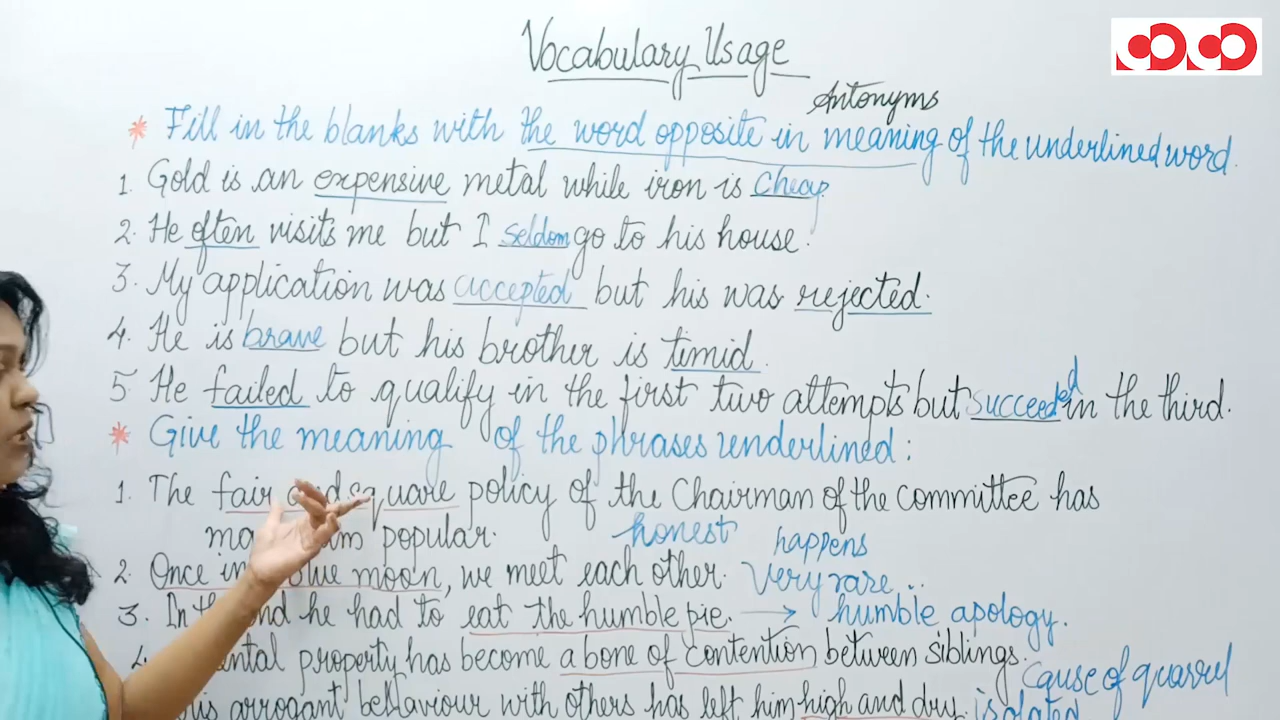 Vocabulary Usage
Antonyms
* Fill in the blanks with the word opposite in meaning of the underlined word.
1. Gold is an expensive metal while iron is cheap
2. He often visits me but I seldom go to his house.
3. My application was accepted but his was rejected.
4. He is brave but his brother is timid.
5 He failed to qualify in the first two attempts but succeeded in the third.
* Give the meaning of the phrases underlined:
1. The fair and square policy of the Chairman of the committee has
popular. honest happens
2. Once in blue moon, we meet each other. Very rare...
3. In end he had to eat the humble pie. → humble apology.
property has become a bone of contention between siblings. cause of quarrel
arrogant behaviour with others has left him high and dry. isolated